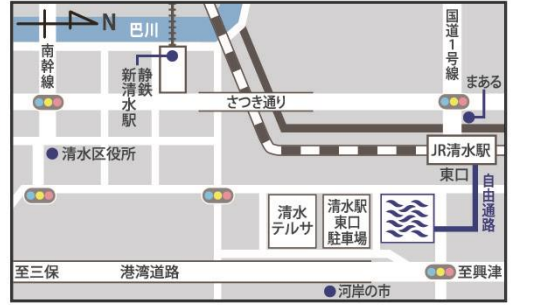 N
巴川
南幹線
静鉄
新清水駅
さつき通り
国道1号線
まある
清水区役所
JR清水駅
東口
自由通路
清水
テルサ
清水駅
東口
駐車場
至三保
港湾道路
至興津
河岸の市